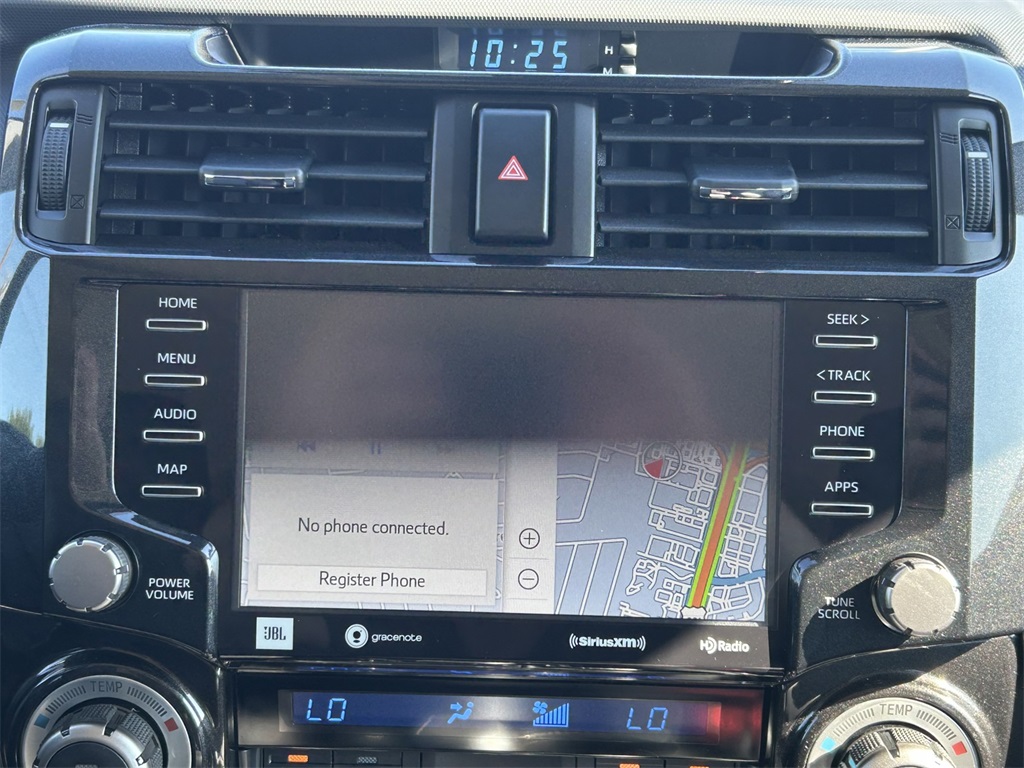 10:25
H
M
HOME
MENU
AUDIO
MAP
SEEK >
< TRACK
PHONE
APPS
No phone connected.
Register Phone
POWER
VOLUME
TUNE
SCROLL
JBL
gracenote
((SiriusXM))
HD Radio
TEMP
LO
LO
TEMP